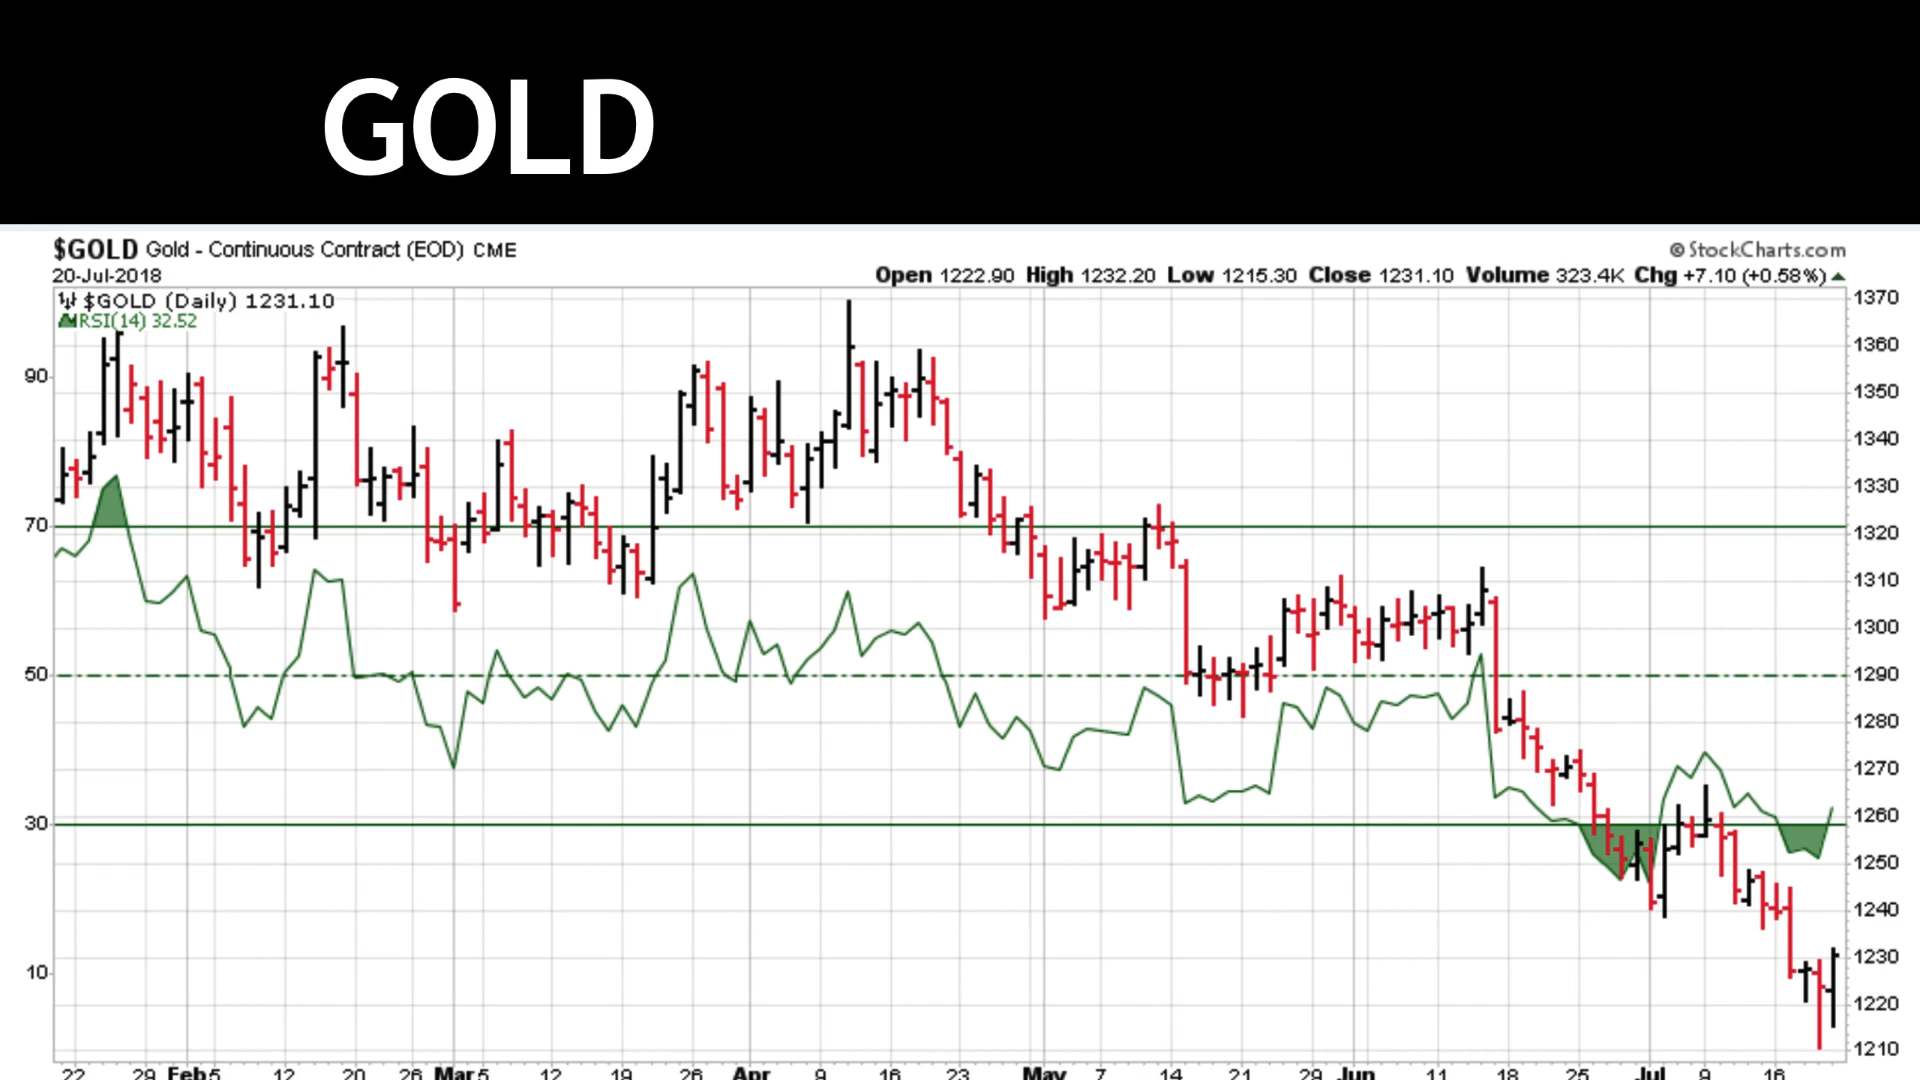 GOLD
$GOLD Gold - Continuous Contract (EOD) CME
© StockCharts.com
20-Jul-2018
Open 1222.90 High 1232.20 Low 1215.30 Close 1231.10 Volume 323.4K Chg +7.10 (+0.58%)
$GOLD (Daily) 1231.10
RSI(14) 32.52
90
70
50
30
10
1370
1360
1350
1340
1330
1320
1310
1300
1290
1280
1270
1260
1250
1240
1230
1220
1210
22 29 Feb 5 12 20 26 Mar 5 12 19 26 Apr 9 16 23 May 7 14 21 29 Jun 11 18 25 Jul 9 16